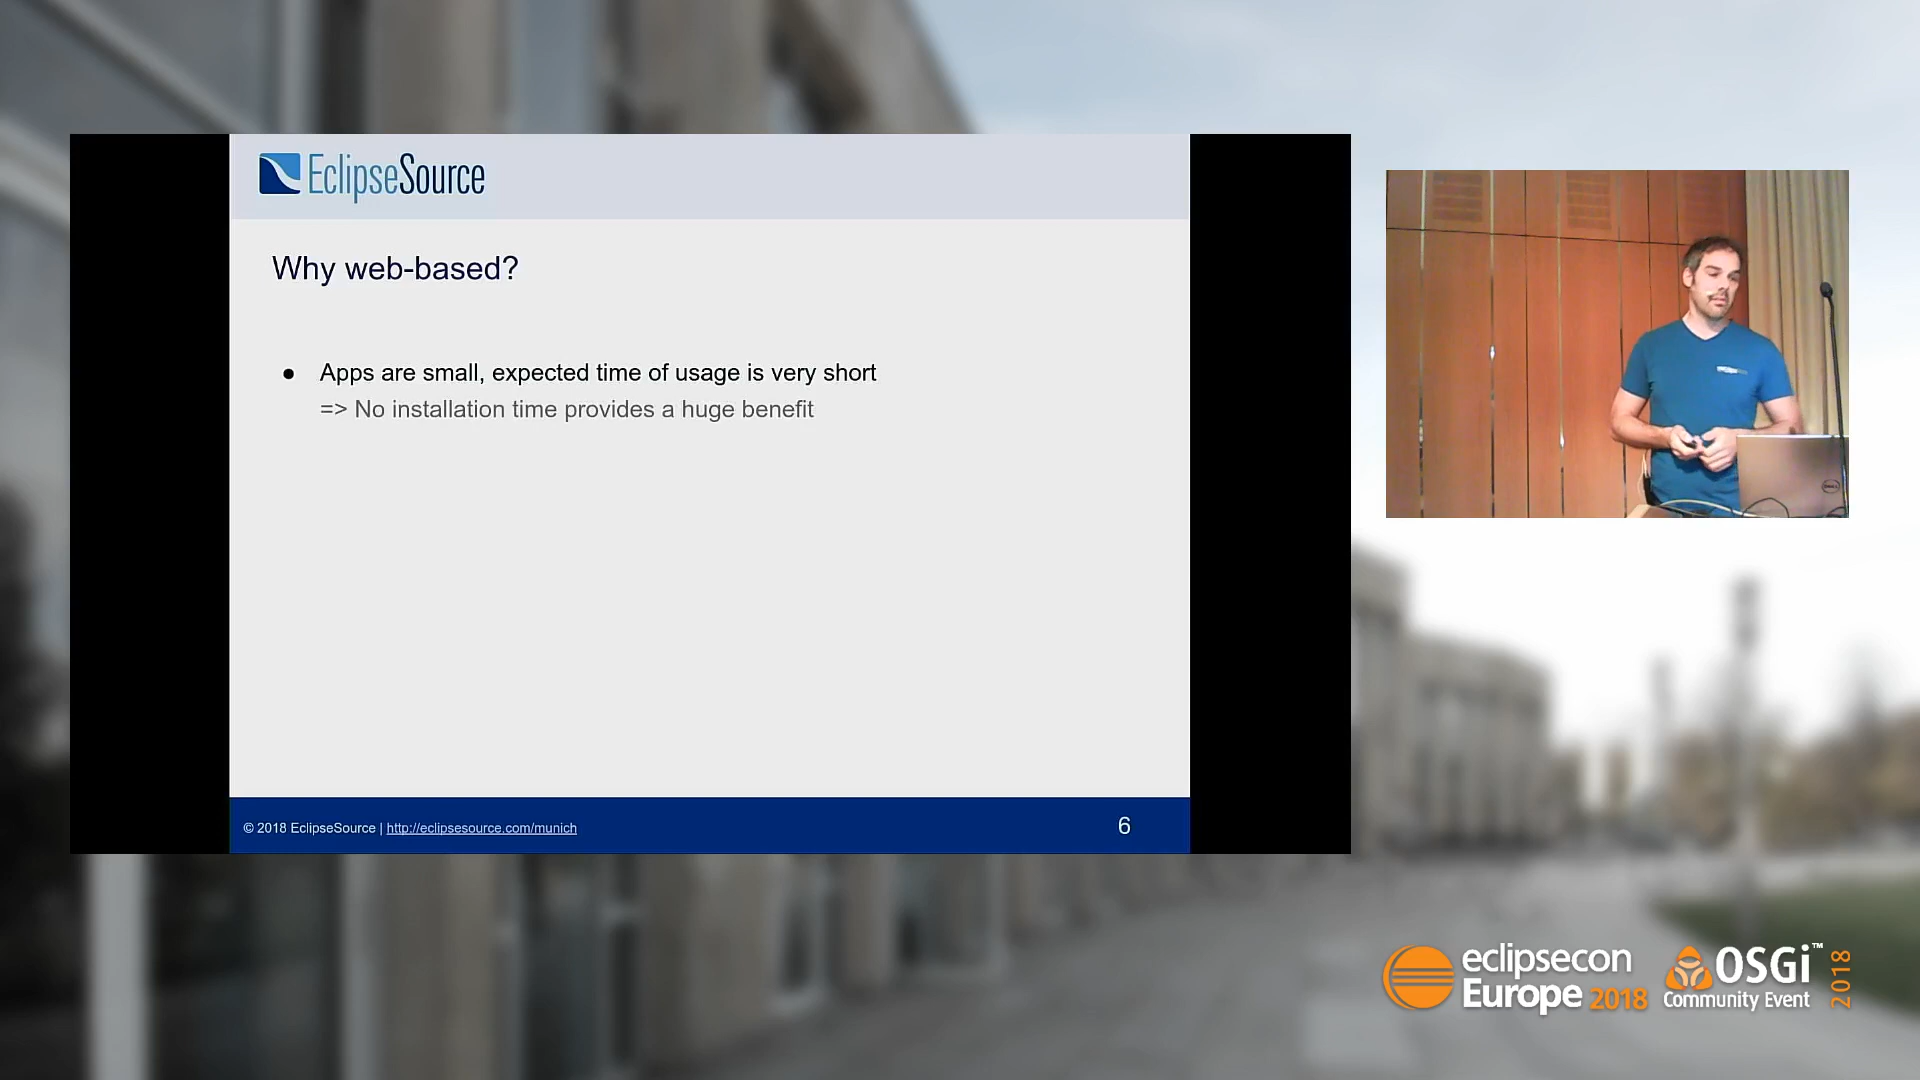 EclipseSource
Why web-based?
● Apps are small, expected time of usage is very short
=> No installation time provides a huge benefit
© 2018 EclipseSource | http://eclipsesource.com/munich
6
DELL
eclipsecon
Europe 2018
OSGi™
Community Event
2018